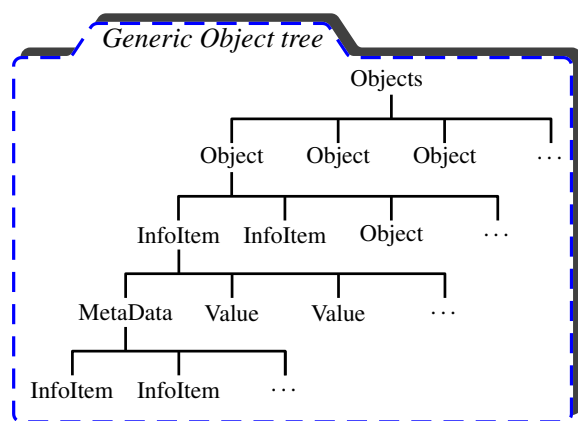 Generic Object tree
Objects
Object Object Object ...
InfoItem InfoItem Object ...
MetaData Value Value ...
InfoItem InfoItem ...